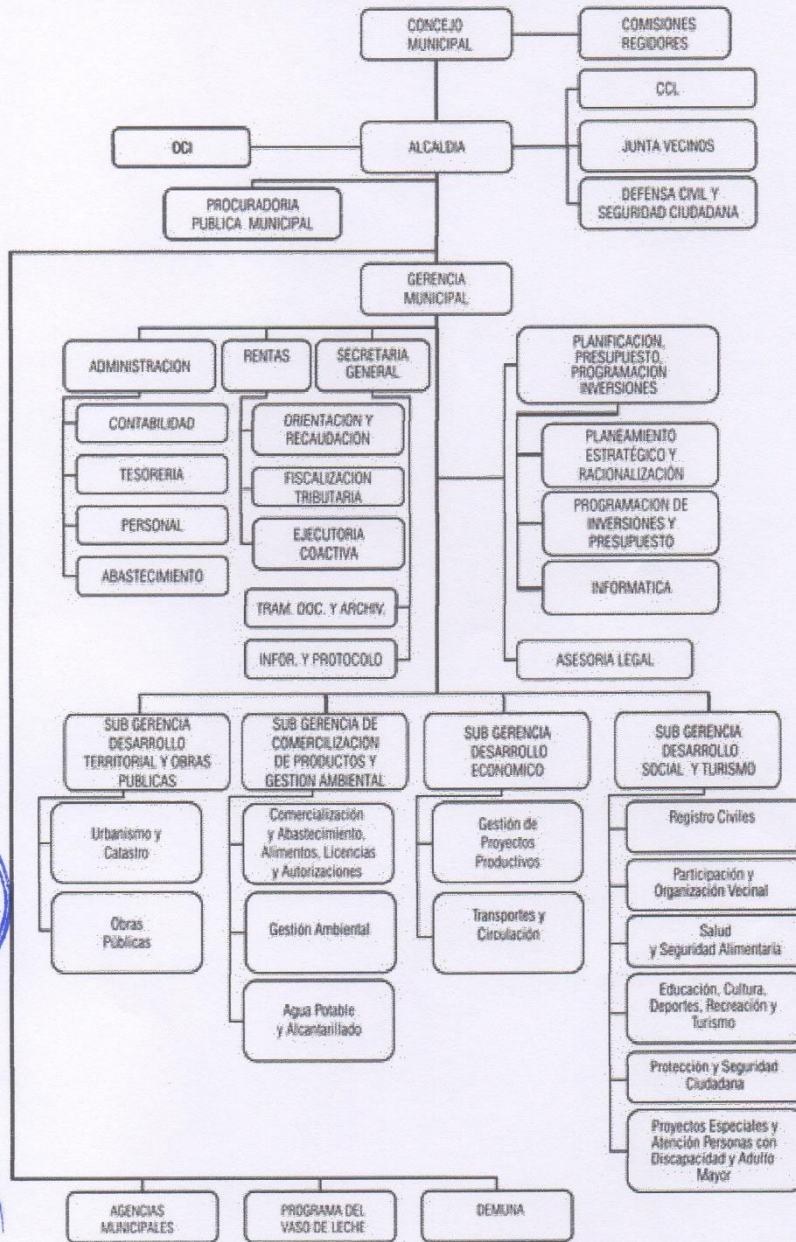 CONCEJO
MUNICIPAL
COMISIONES
REGIDORES
CCL
OCI
ALCALDIA
JUNTA VECINOS
PROCURADORIA
PUBLICA MUNICIPAL
DEFENSA CIVIL Y
SEGURIDAD CIUDADANA
GERENCIA
MUNICIPAL
ADMINISTRACION
RENTAS
SECRETARIA
GENERAL
PLANIFICACION,
PRESUPUESTO,
PROGRAMACION
INVERSIONES
CONTABILIDAD
TESORERIA
PERSONAL
ABASTECIMIENTO
ORIENTACION Y
RECAUDACIÓN
FISCALIZACION
TRIBUTARIA
EJECUTORIA
COACTIVA
TRAM. DOC. Y ARCHIV.
INFOR. Y PROTOCOLO
PLANEAMIENTO
ESTRATÉGICO Y
RACIONALIZACIÓN
PROGRAMACION DE
INVERSIONES Y
PRESUPUESTO
INFORMATICA
ASESORIA LEGAL
SUB GERENCIA
DESARROLLO
TERRITORIAL Y OBRAS
PUBLICAS
SUB GERENCIA DE
COMERCILIZACION
DE PRODUCTOS Y
GESTION AMBIENTAL
SUB GERENCIA
DESARROLLO
ECONOMICO
SUB GERENCIA
DESARROLLO
SOCIAL Y TURISMO
Urbanismo y
Catastro
Obras
Públicas
Comercialización
y Abastecimiento,
Alimentos, Licencias
y Autorizaciones
Gestión Ambiental
Agua Potable
y Alcantarillado
Gestión de
Proyectos
Productivos
Transportes y
Circulación
Registro Civiles
Participación y
Organización Vecinal
Salud
y Seguridad Alimentaria
Educación, Cultura,
Deportes, Recreación y
Turismo
Protección y Seguridad
Ciudadana
Proyectos Especiales y
Atención Personas con
Discapacidad y Adulto
Mayor
AGENCIAS
MUNICIPALES
PROGRAMA DEL
VASO DE LECHE
DEMUNA